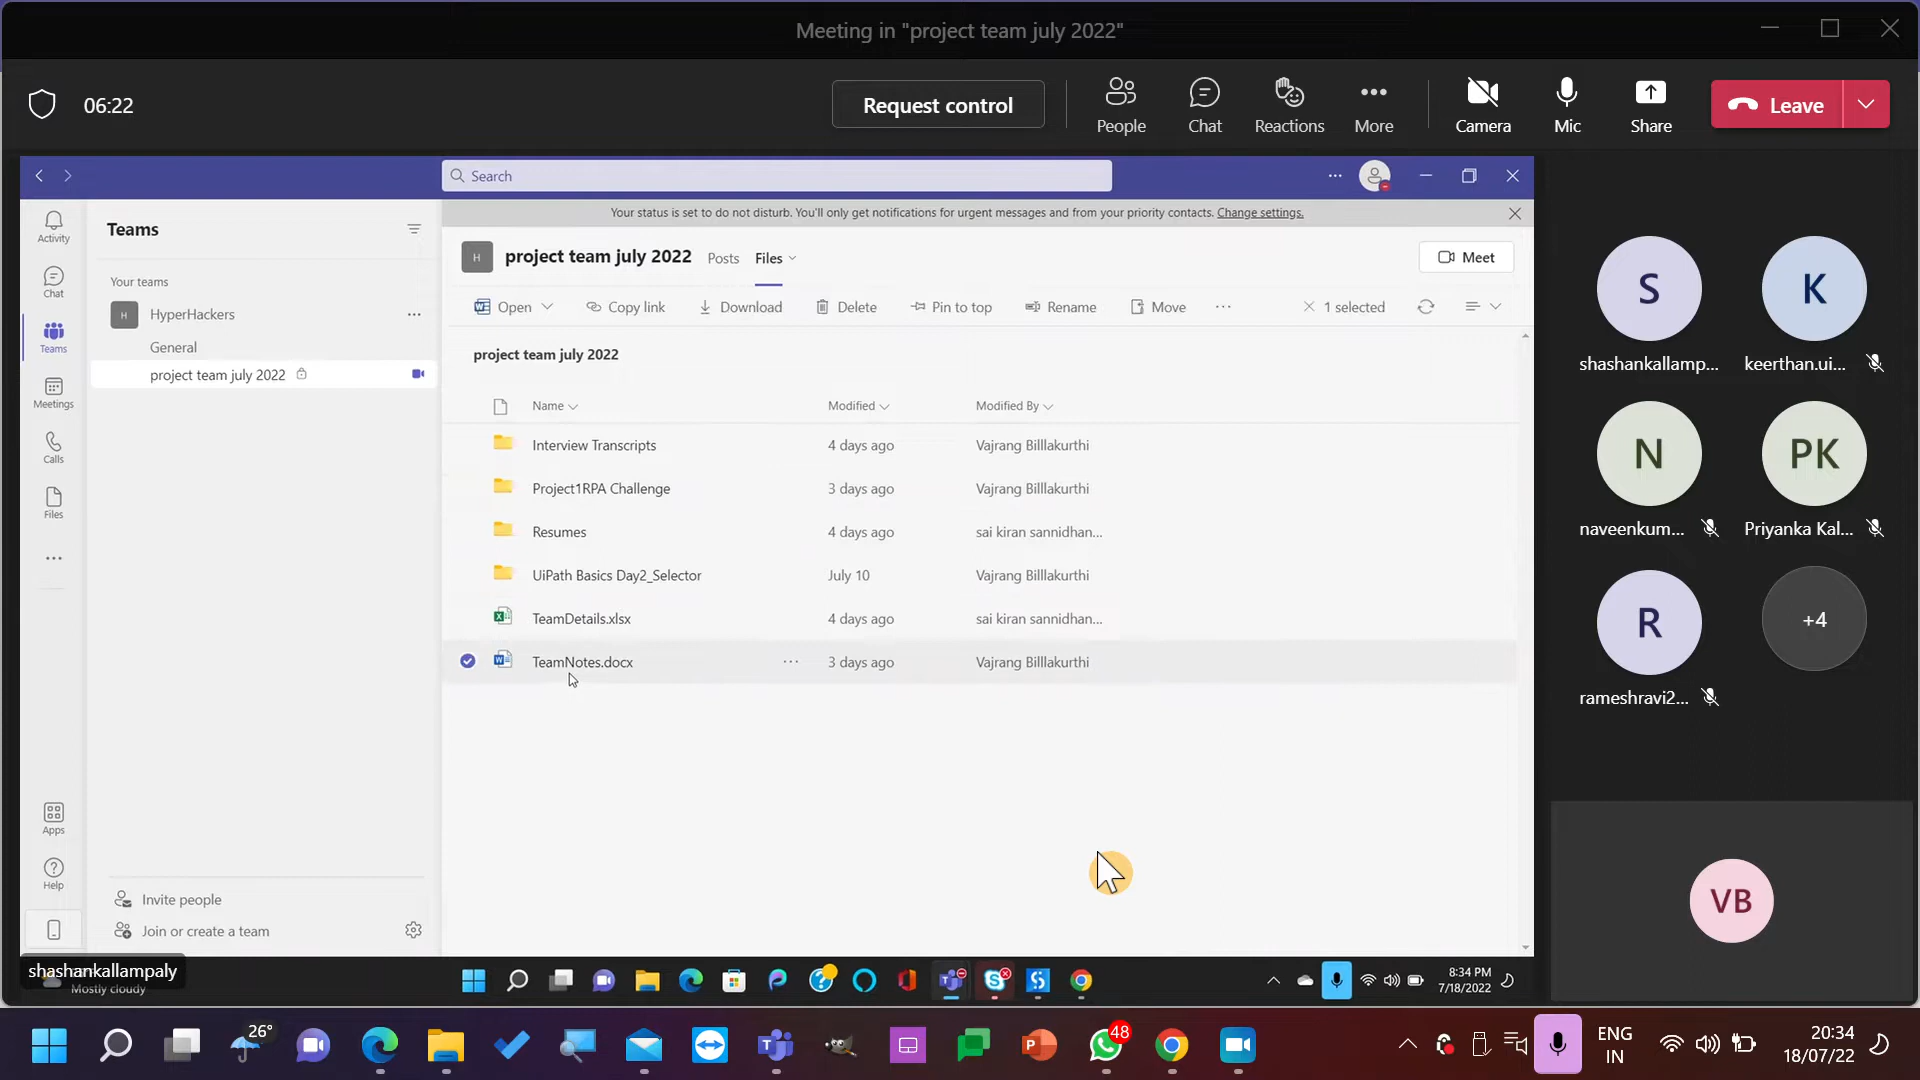 Meeting in "project team july 2022"
06:22
Request control
People
Chat
Reactions
More
Camera
Mic
Share
Leave
Search
Activity
Chat
Teams
Meetings
Calls
Files
Apps
Help
Teams
Your teams
H
HyperHackers
General
project team july 2022
Invite people
Join or create a team
Your status is set to do not disturb. You'll only get notifications for urgent messages and from your priority contacts. Change settings.
H
project team july 2022
Posts
Files
Meet
Open
Copy link
Download
Delete
Pin to top
Rename
Move
1 selected
project team july 2022
Name
Modified
Modified By
Interview Transcripts 4 days ago Vajrang Billlakurthi
Project1RPA Challenge 3 days ago Vajrang Billlakurthi
Resumes 4 days ago sai kiran sannidhan...
UiPath Basics Day2_Selector July 10 Vajrang Billlakurthi
TeamDetails.xlsx 4 days ago sai kiran sannidhan...
TeamNotes.docx 3 days ago Vajrang Billlakurthi
S
shashankallamp...
K
keerthan.ui...
N
naveenkum...
PK
Priyanka Kal...
R
rameshravi2...
+4
VB
shashankallampaly
Mostly cloudy
8:34 PM
7/18/2022
26°
48
ENG
IN
20:34
18/07/22